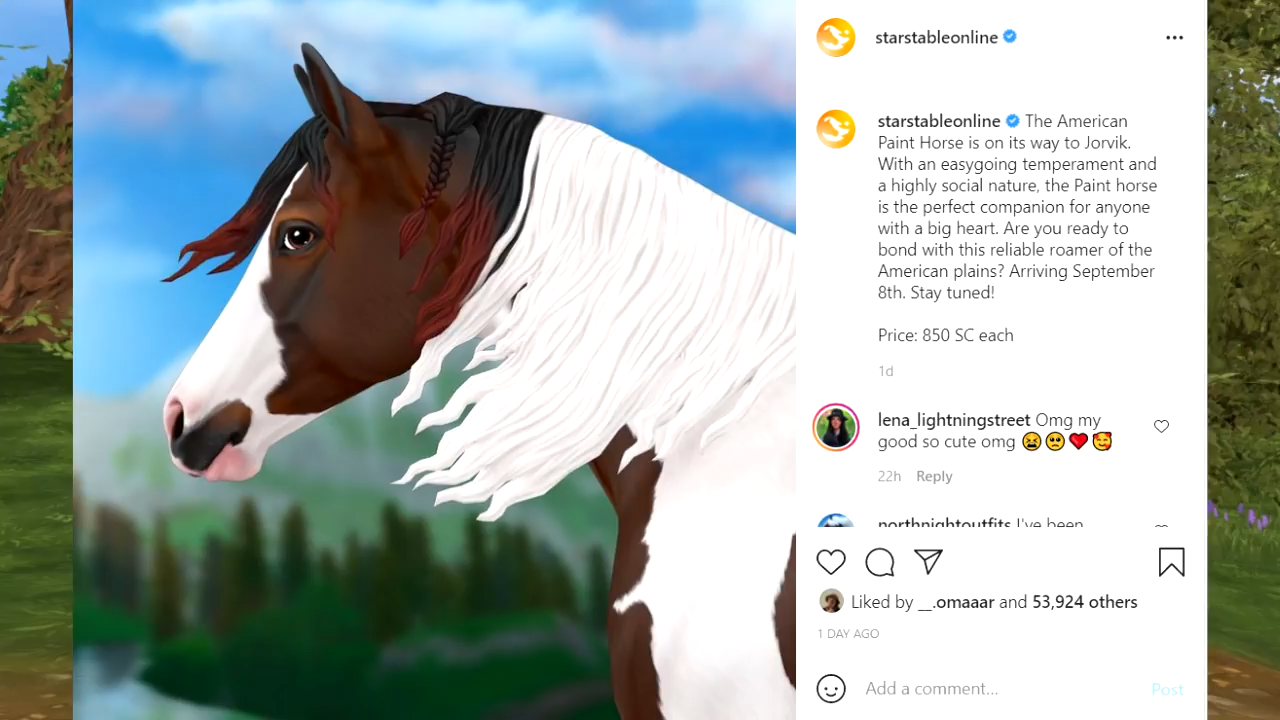 starstableonline
starstableonline The American
Paint Horse is on its way to Jorvik.
With an easygoing temperament and
a highly social nature, the Paint horse
is the perfect companion for anyone
with a big heart. Are you ready to
bond with this reliable roamer of the
American plains? Arriving September
8th. Stay tuned!
Price: 850 SC each
1d
lena_lightningstreet Omg my
good so cute omg 😫🥺❤️🥰
22h Reply
northnightoutfits I've been
Liked by __.omaaar and 53,924 others
1 DAY AGO
Add a comment...
Post